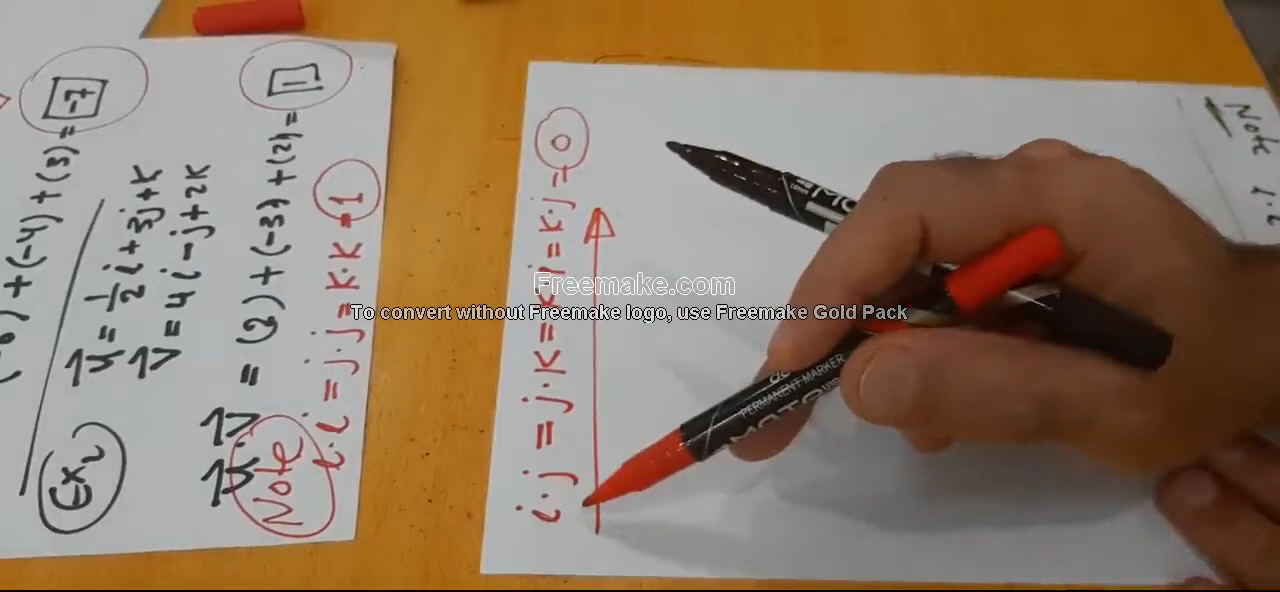 (-4) + (3) = -7
Ex 2
u = 1/2 i + 3j + k
v = 4i - j + 2k
u · v = (2) + (-3) + (2) = 1
Note
i·i = j·j = k·k = 1
i·j = j·k = k·i = k·j = 0
Note
PERMANENT MARKER
Freemake.com
To convert without Freemake logo, use Freemake Gold Pack